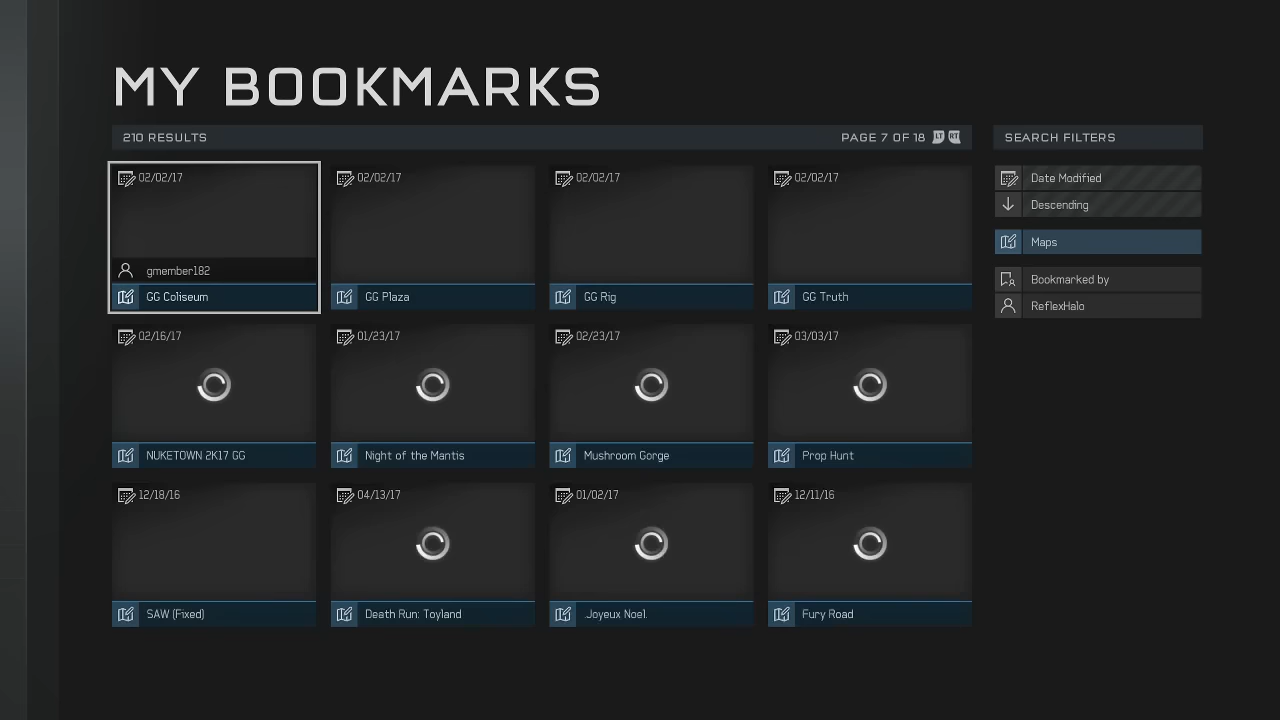 MY BOOKMARKS
210 RESULTS
PAGE 7 OF 18 LT RT
SEARCH FILTERS
02/02/17
02/02/17
02/02/17
02/02/17
gmember182
GG Coliseum
GG Plaza
GG Rig
GG Truth
Date Modified
Descending
Maps
Bookmarked by
ReflexHalo
02/16/17
01/23/17
02/23/17
03/03/17
NUKETOWN 2K17 GG
Night of the Mantis
Mushroom Gorge
Prop Hunt
12/18/16
04/13/17
01/02/17
12/11/16
SAW (Fixed)
Death Run: Toyland
.Joyeux Noel.
Fury Road